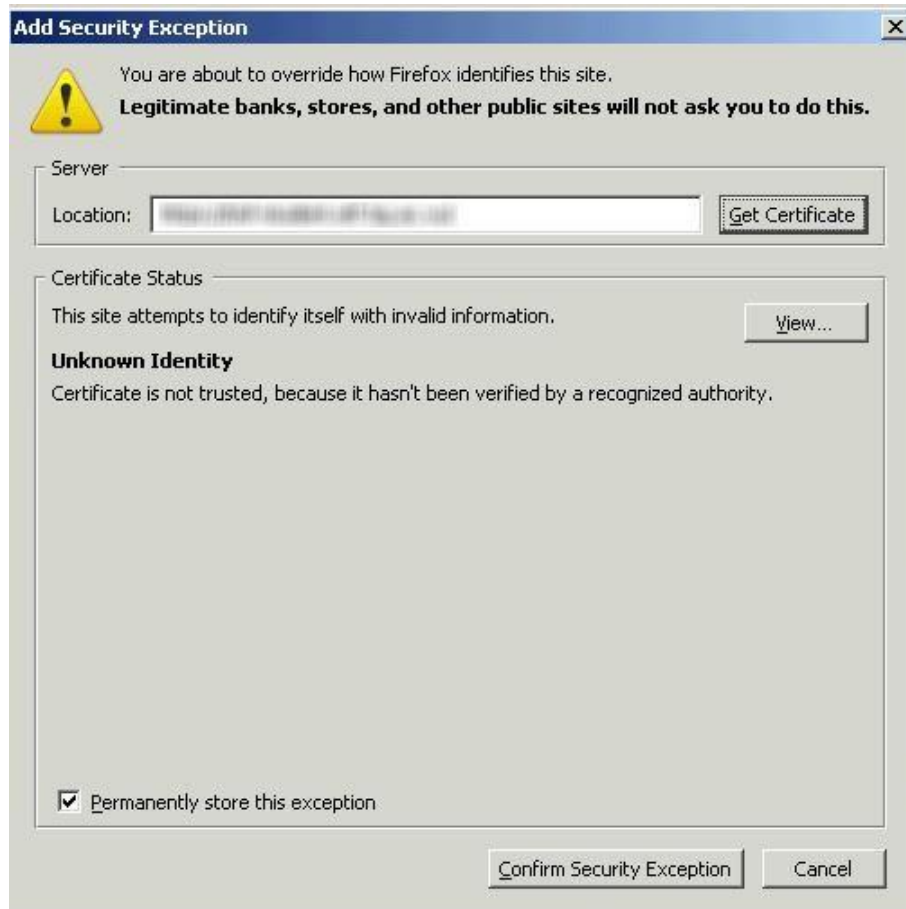 Add Security Exception
You are about to override how Firefox identifies this site.
Legitimate banks, stores, and other public sites will not ask you to do this.
Server
Location:
Get Certificate
Certificate Status
This site attempts to identify itself with invalid information.
View...
Unknown Identity
Certificate is not trusted, because it hasn't been verified by a recognized authority.
Permanently store this exception
Confirm Security Exception
Cancel